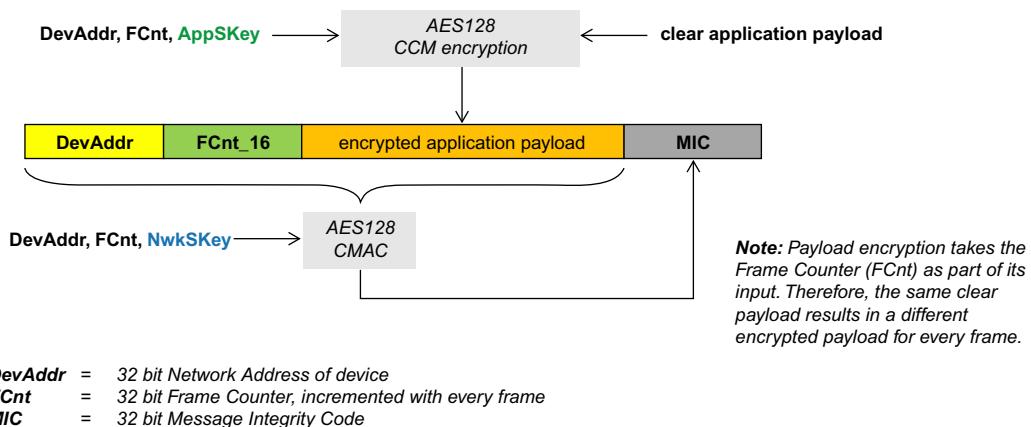 DevAddr, FCnt, AppSKey
AES128
CCM encryption
clear application payload
DevAddr
FCnt_16
encrypted application payload
MIC
DevAddr, FCnt, NwkSKey
AES128
CMAC
Note: Payload encryption takes the
Frame Counter (FCnt) as part of its
input. Therefore, the same clear
payload results in a different
encrypted payload for every frame.
DevAddr = 32 bit Network Address of device
FCnt = 32 bit Frame Counter, incremented with every frame
MIC = 32 bit Message Integrity Code